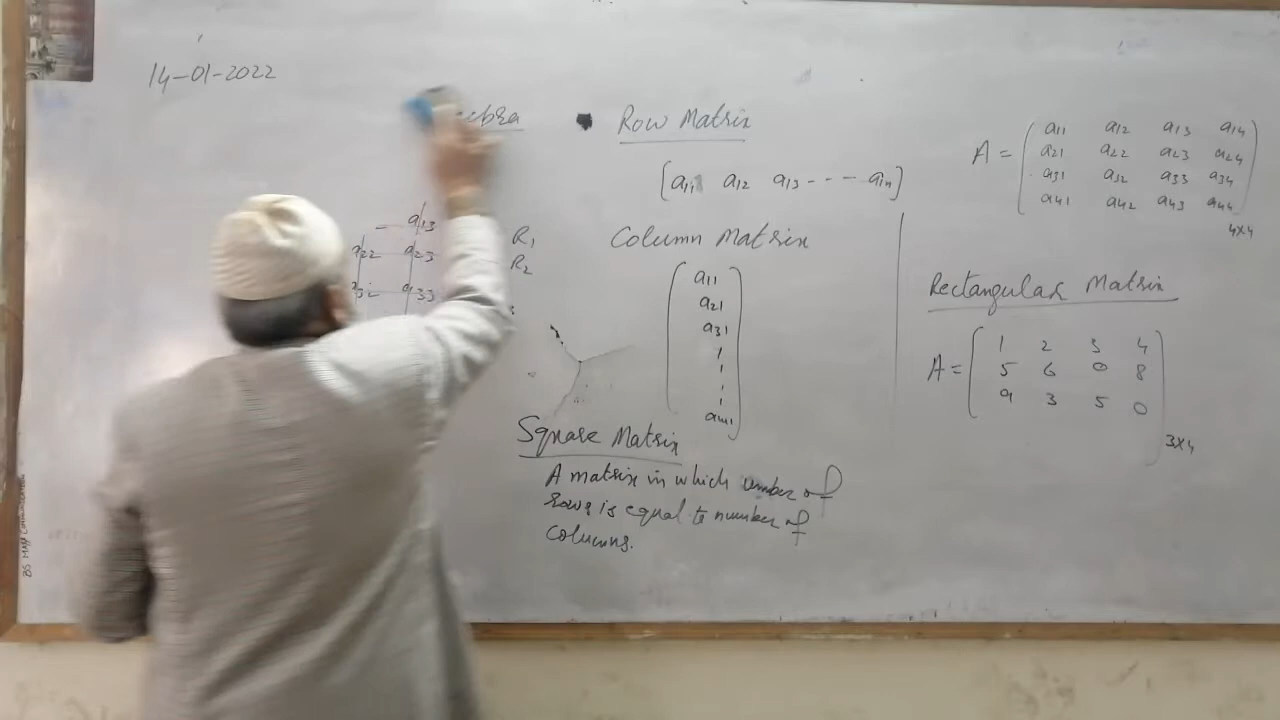 14-01-2022
Row Matrix
[a11 a12 a13 - - - a1n]
Column Matrix
a11
a21
a31
am1
Square Matrix
A matrix in which number of
rows is equal to number of
columns.
a13
a22 a23
a32 a33
R1
R2
A = a11 a12 a13 a14
a21 a22 a23 a24
a31 a32 a33 a34
a41 a42 a43 a44
4x4
Rectangular Matrix
A = 1 2 3 4
5 6 0 8
9 3 5 0
3x4